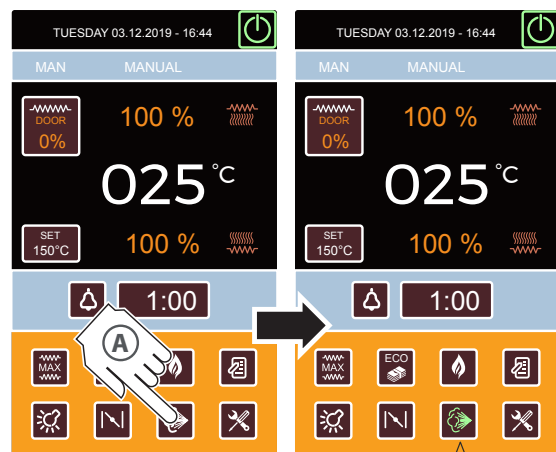 TUESDAY 03.12.2019 - 16:44
MAN MANUAL
DOOR
0%
100 %
025 °C
SET
150°C
100 %
1:00
A
MAX
TUESDAY 03.12.2019 - 16:44
MAN MANUAL
DOOR
0%
100 %
025 °C
SET
150°C
100 %
1:00
MAX
ECO